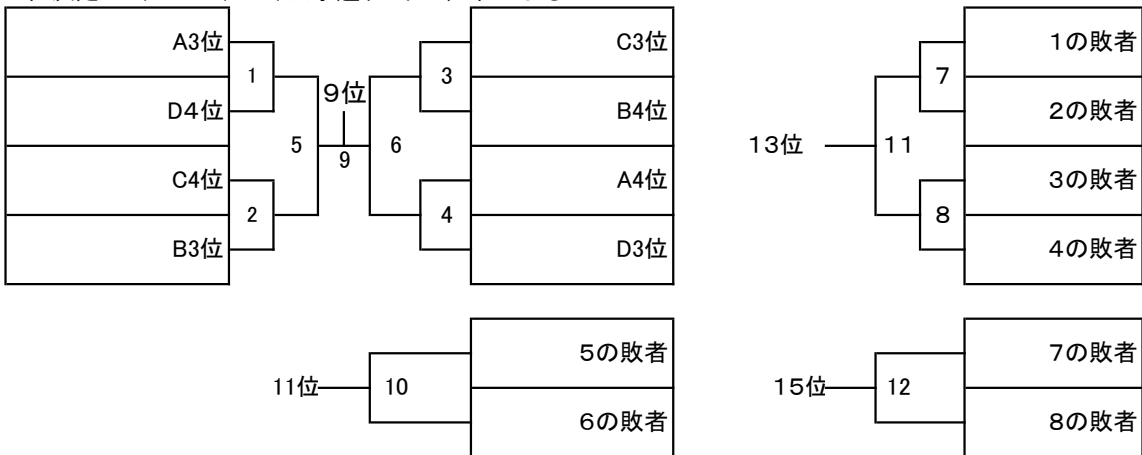 A3位
1
D4位
C4位
2
B3位
5
9位
9
6
3
4
C3位
B4位
A4位
D3位
13位
11
7
8
1の敗者
2の敗者
3の敗者
4の敗者
11位
10
5の敗者
6の敗者
15位
12
7の敗者
8の敗者